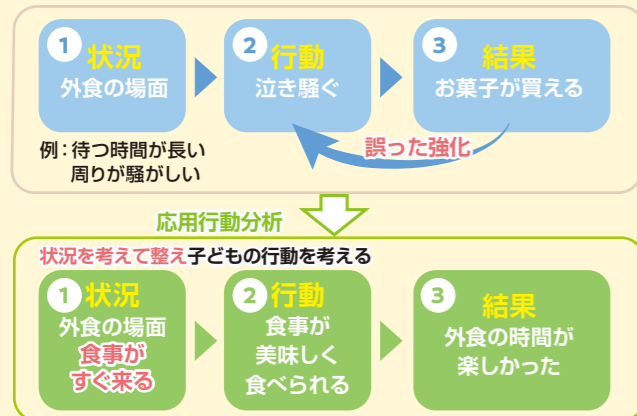 1 状況
外食の場面
2 行動
泣き騒ぐ
3 結果
お菓子が買える
例：待つ時間が長い
周りが騒がしい
誤った強化
応用行動分析
状況を考えて整え子どもの行動を考える
1 状況
外食の場面
食事が
すぐ来る
2 行動
食事が
美味しく
食べられる
3 結果
外食の時間が
楽しかった